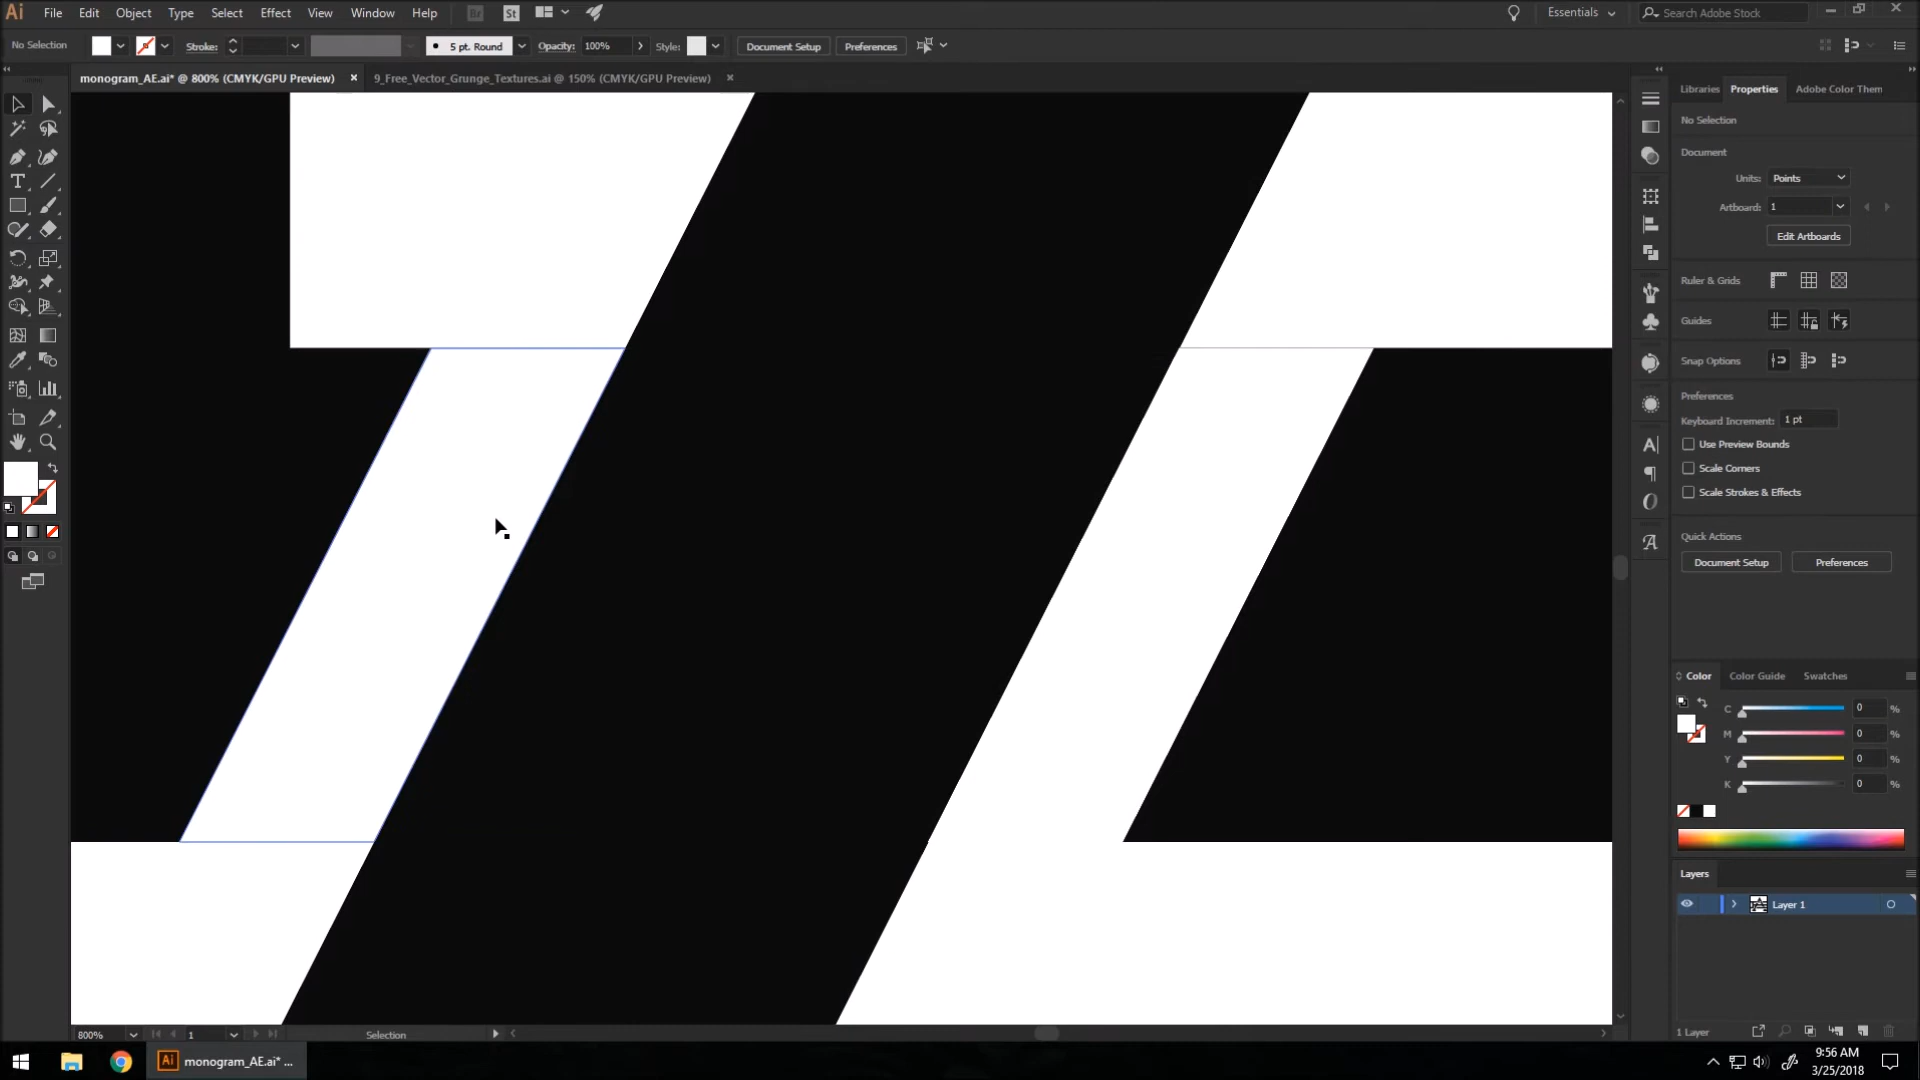 Ai File Edit Object Type Select Effect View Window Help Br St Essentials Search Adobe Stock
No Selection Stroke: 5 pt. Round Opacity: 100% Style: Document Setup Preferences
monogram_AE.ai* @ 800% (CMYK/GPU Preview) × 9_Free_Vector_Grunge_Textures.ai @ 150% (CMYK/GPU Preview) ×
Libraries Properties Adobe Color Them
No Selection
Document
Units: Points
Artboard: 1
Edit Artboards
Ruler & Grids
Guides
Snap Options
Preferences
Keyboard Increment: 1 pt
Use Preview Bounds
Scale Corners
Scale Strokes & Effects
Quick Actions
Document Setup Preferences
Color Color Guide Swatches
C 0 %
M 0 %
Y 0 %
K 0 %
Layers
Layer 1
1 Layer
800% 1 Selection
Ai monogram_AE.ai* ...
9:56 AM
3/25/2018